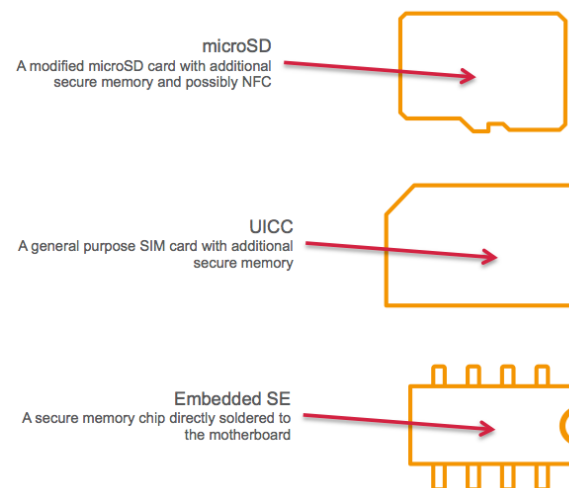 microSD
A modified microSD card with additional
secure memory and possibly NFC
UICC
A general purpose SIM card with additional
secure memory
Embedded SE
A secure memory chip directly soldered to
the motherboard